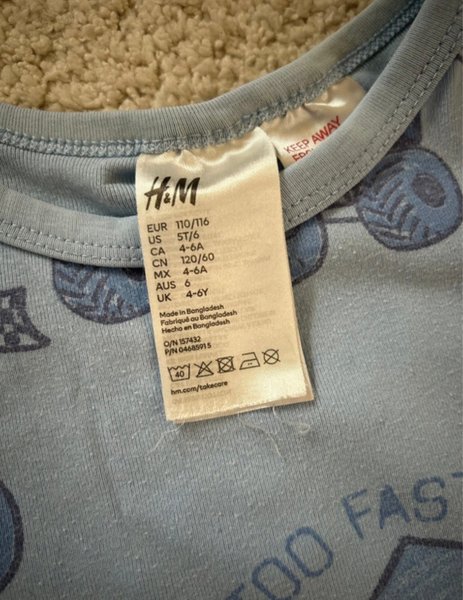 H&M
KEEP AWAY
EUR 110/116
US 5T/6
CA 4-6A
CN 120/60
MX 4-6A
AUS 6
UK 4-6Y
Made in Bangladesh
Fabriqué au Bangladesh
Hecho en Bangladesh
O/N 157432
P/N 04685915
40
hm.com/takecare
TOO FAST